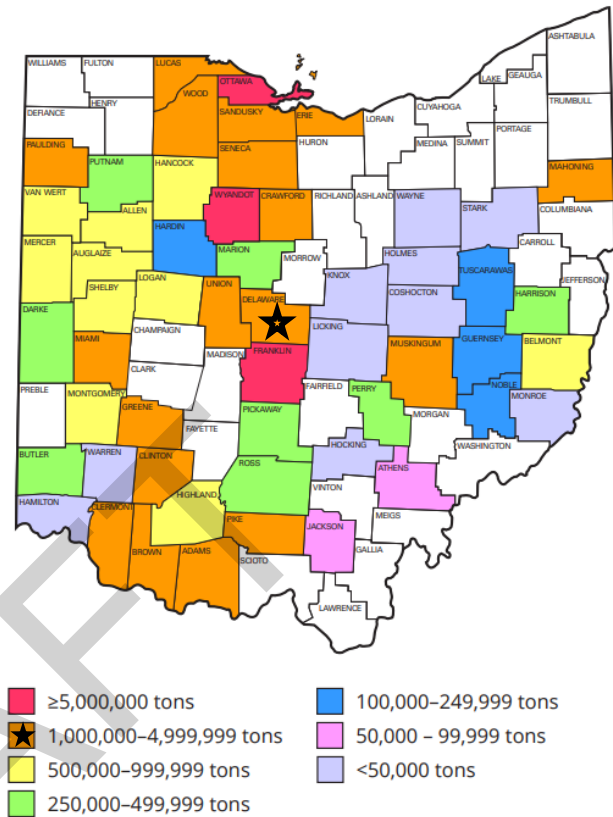 ASHTABULA
WILLIAMS
FULTON
LUCAS
LAKE
GEAUGA
OTTAWA
WOOD
HENRY
DEFIANCE
SANDUSKY
ERIE
LORAIN
CUYAHOGA
TRUMBULL
PORTAGE
SUMMIT
MEDINA
HURON
SENECA
PAULDING
PUTNAM
HANCOCK
MAHONING
VAN WERT
WYANDOT
CRAWFORD
RICHLAND
ASHLAND
WAYNE
STARK
COLUMBIANA
ALLEN
HARDIN
MERCER
AUGLAIZE
MARION
MORROW
HOLMES
CARROLL
TUSCARAWAS
JEFFERSON
LOGAN
SHELBY
UNION
DELAWARE
KNOX
COSHOCTON
HARRISON
DARKE
MIAMI
CHAMPAIGN
LICKING
MUSKINGUM
GUERNSEY
BELMONT
MADISON
FRANKLIN
CLARK
FAIRFIELD
PERRY
NOBLE
MONROE
PREBLE
MONTGOMERY
GREENE
PICKAWAY
MORGAN
FAYETTE
WASHINGTON
BUTLER
WARREN
CLINTON
ROSS
HOCKING
ATHENS
VINTON
HIGHLAND
HAMILTON
CLERMONT
PIKE
JACKSON
MEIGS
BROWN
ADAMS
SCIOTO
GALLIA
LAWRENCE
≥5,000,000 tons
1,000,000–4,999,999 tons
500,000–999,999 tons
250,000–499,999 tons
100,000–249,999 tons
50,000 – 99,999 tons
<50,000 tons